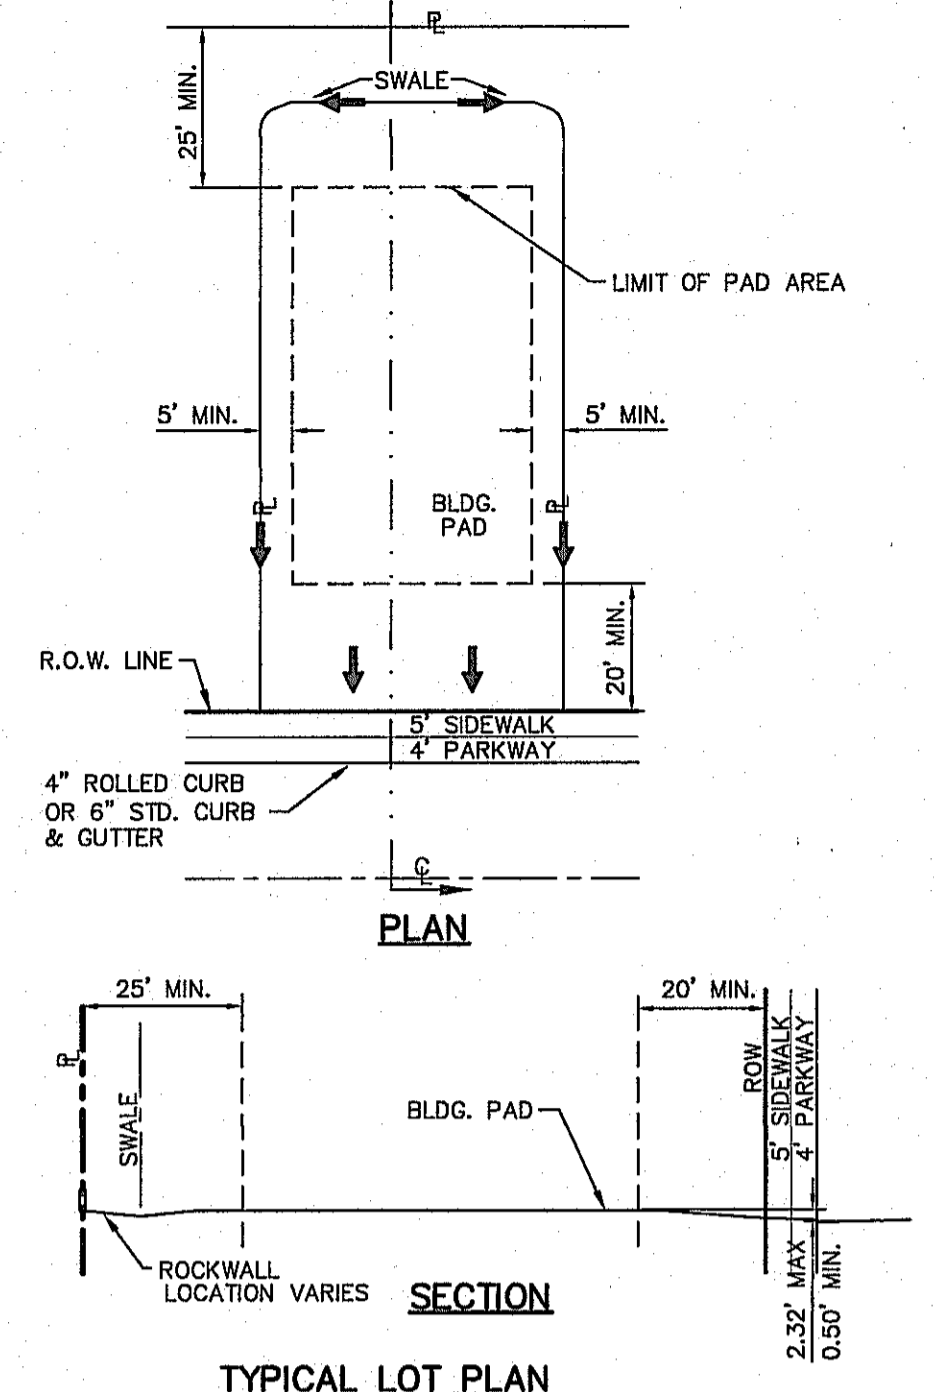 PL
SWALE
25' MIN.
LIMIT OF PAD AREA
5' MIN.
5' MIN.
PL
PL
BLDG.
PAD
20' MIN.
R.O.W. LINE
5' SIDEWALK
4' PARKWAY
4" ROLLED CURB
OR 6" STD. CURB
& GUTTER
CL
PLAN
25' MIN.
20' MIN.
PL
SWALE
BLDG. PAD
ROW
5' SIDEWALK
4' PARKWAY
ROCKWALL
LOCATION VARIES
2.32' MAX
0.50' MIN.
SECTION
TYPICAL LOT PLAN